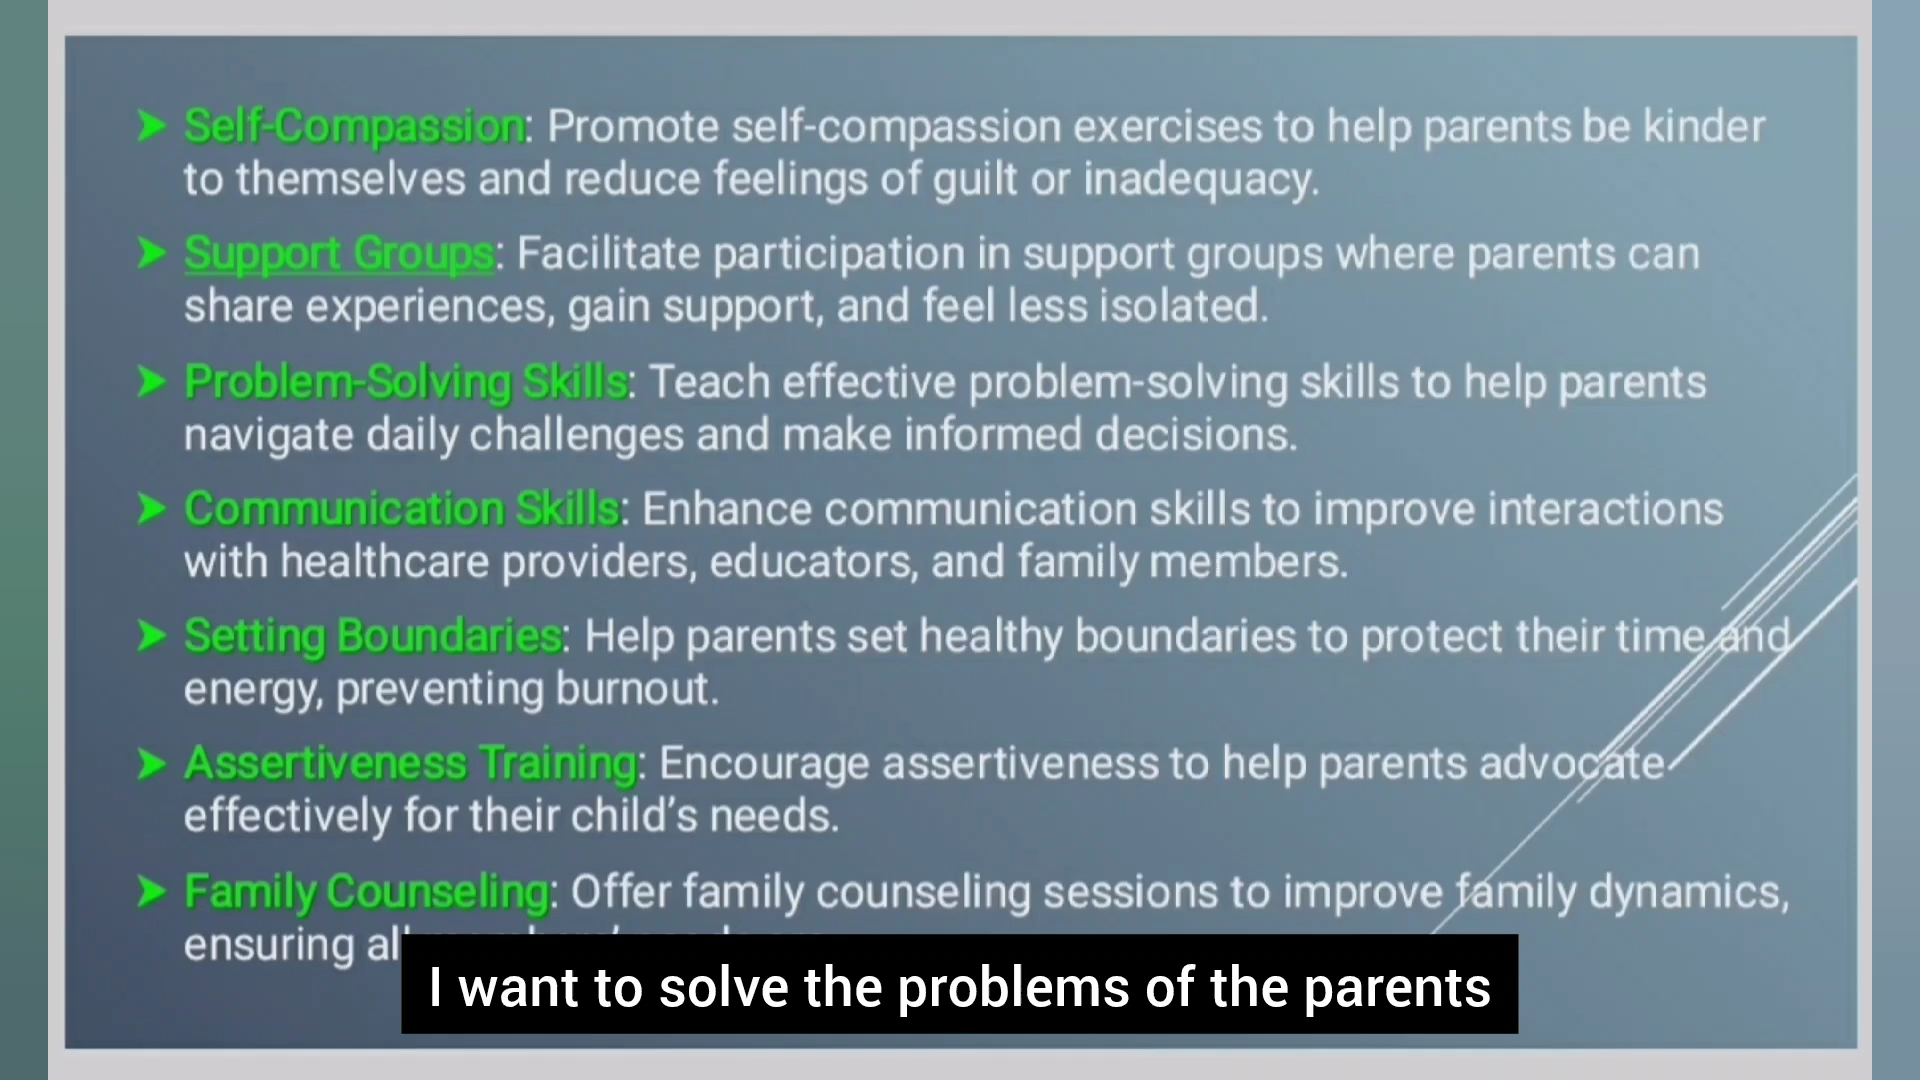 ➤ Self-Compassion: Promote self-compassion exercises to help parents be kinder
to themselves and reduce feelings of guilt or inadequacy.
➤ Support Groups: Facilitate participation in support groups where parents can
share experiences, gain support, and feel less isolated.
➤ Problem-Solving Skills: Teach effective problem-solving skills to help parents
navigate daily challenges and make informed decisions.
➤ Communication Skills: Enhance communication skills to improve interactions
with healthcare providers, educators, and family members.
➤ Setting Boundaries: Help parents set healthy boundaries to protect their time and
energy, preventing burnout.
➤ Assertiveness Training: Encourage assertiveness to help parents advocate
effectively for their child’s needs.
➤ Family Counseling: Offer family counseling sessions to improve family dynamics,
ensuring all
I want to solve the problems of the parents